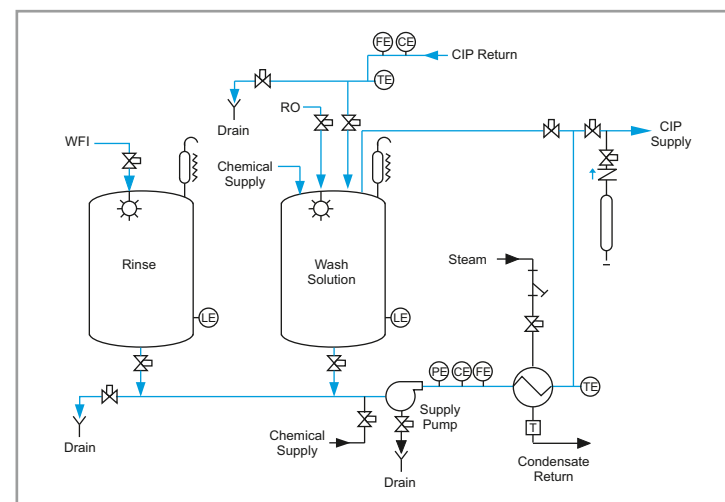 FE
CE
CIP Return
TE
Drain
RO
WFI
Chemical
Supply
CIP
Supply
Rinse
Wash
Solution
Steam
LE
LE
PE
CE
FE
TE
Supply
Pump
Chemical
Supply
Drain
T
Drain
Condensate
Return